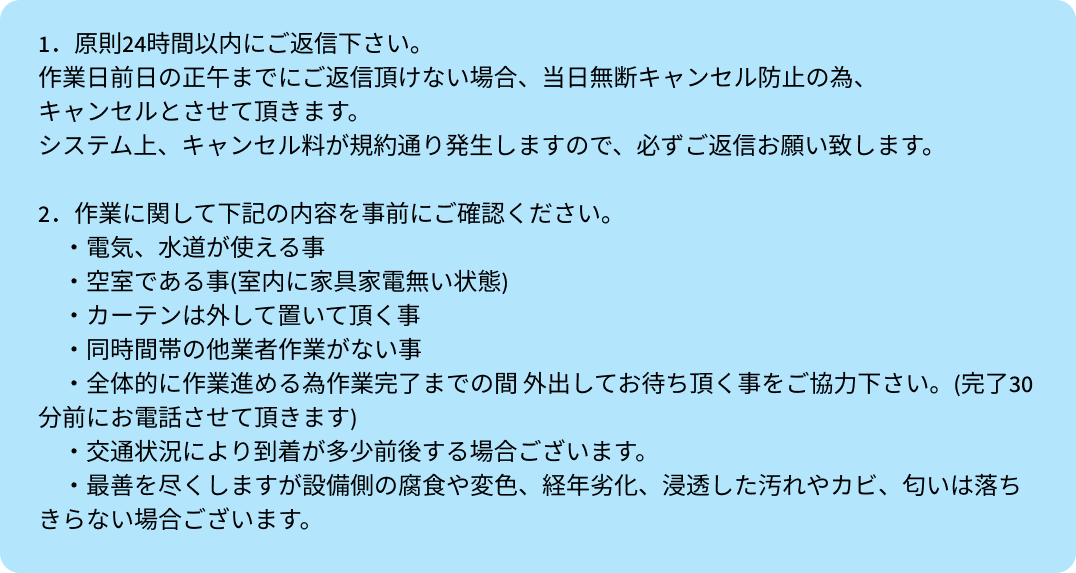 1．原則24時間以内にご返信下さい。
作業日前日の正午までにご返信頂けない場合、当日無断キャンセル防止の為、
キャンセルとさせて頂きます。
システム上、キャンセル料が規約通り発生しますので、必ずご返信お願い致します。
2．作業に関して下記の内容を事前にご確認ください。
・電気、水道が使える事
・空室である事(室内に家具家電無い状態)
・カーテンは外して置いて頂く事
・同時間帯の他業者作業がない事
・全体的に作業進める為作業完了までの間 外出してお待ち頂く事をご協力下さい。(完了30
分前にお電話させて頂きます)
・交通状況により到着が多少前後する場合ございます。
・最善を尽くしますが設備側の腐食や変色、経年劣化、浸透した汚れやカビ、匂いは落ち
きらない場合ございます。